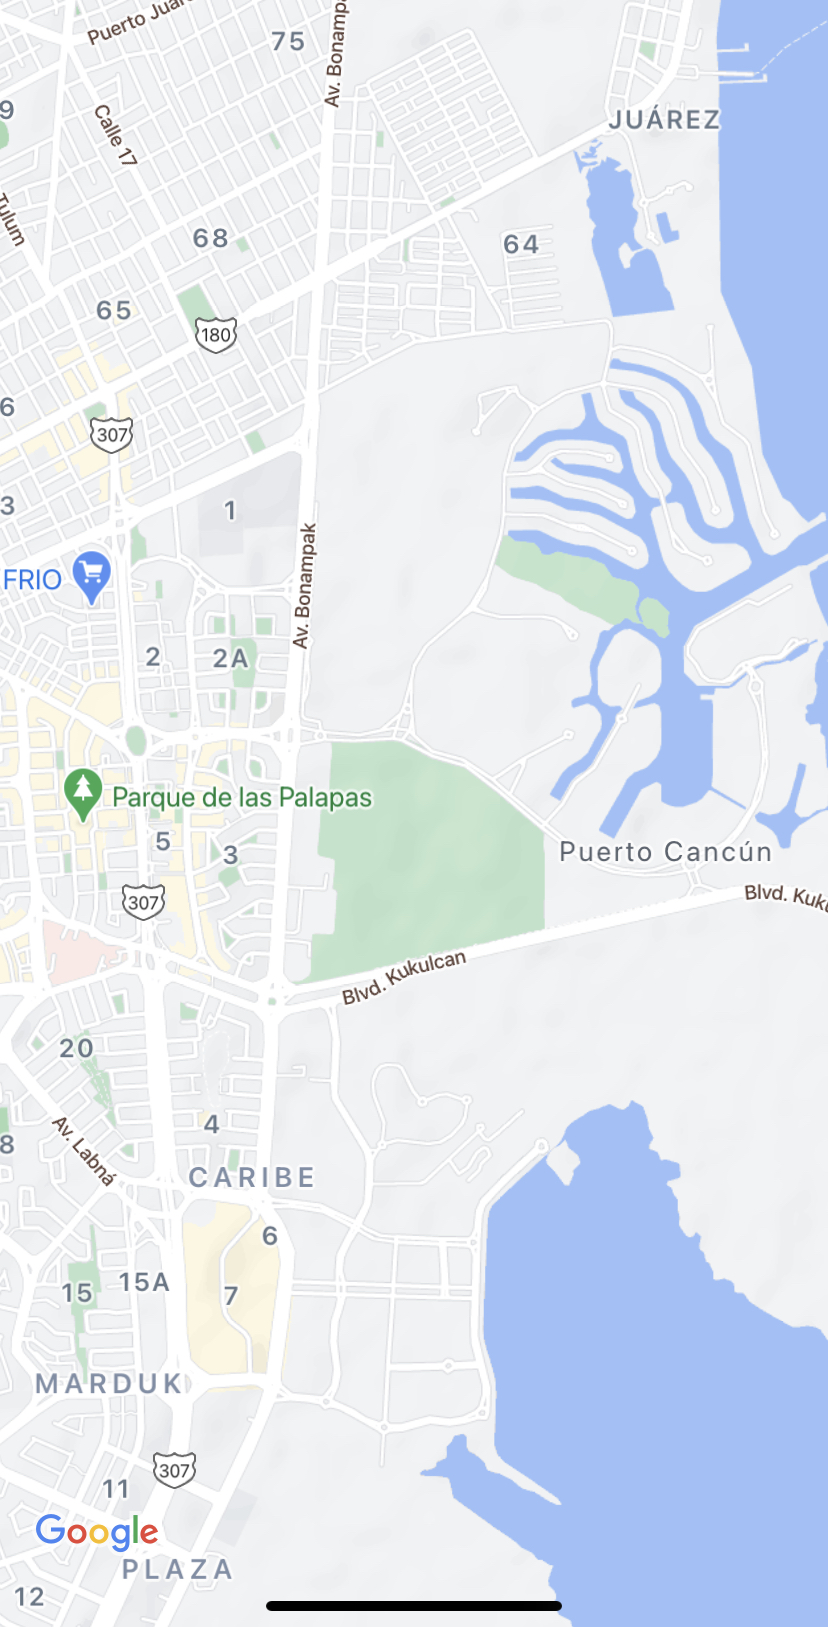 Puerto Juár
75
Av. Bonampa
9
Calle 17
JUÁREZ
Tulum
68
64
65
180
6
307
3
1
Av. Bonampak
FRIO
2
2A
Parque de las Palapas
5
3
Puerto Cancún
307
Blvd. Kuku
Blvd. Kukulcan
20
8
4
Av. Labná
CARIBE
6
15
15A
7
MARDUK
307
11
Google
PLAZA
12